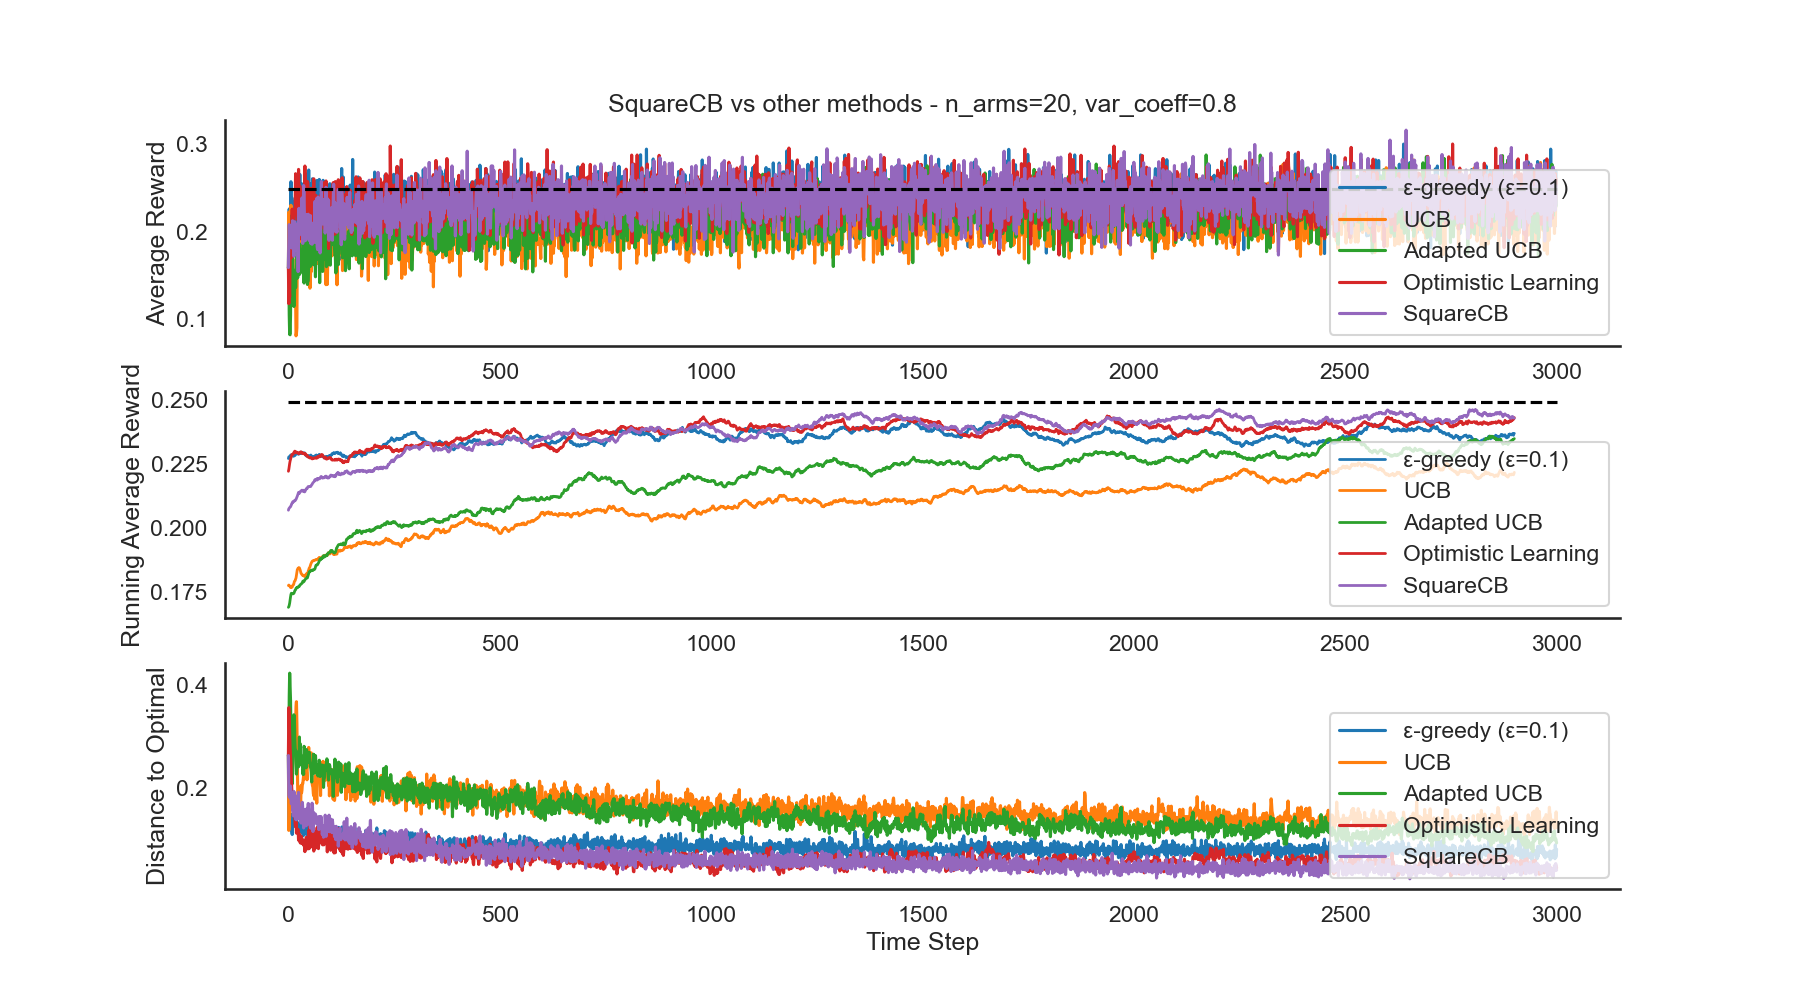 SquareCB vs other methods - n_arms=20, var_coeff=0.8
Average Reward
0.3
0.2
0.1
ε-greedy (ε=0.1)
UCB
Adapted UCB
Optimistic Learning
SquareCB
0 500 1000 1500 2000 2500 3000
Running Average Reward
0.250
0.225
0.200
0.175
ε-greedy (ε=0.1)
UCB
Adapted UCB
Optimistic Learning
SquareCB
0 500 1000 1500 2000 2500 3000
Distance to Optimal
0.4
0.2
ε-greedy (ε=0.1)
UCB
Adapted UCB
Optimistic Learning
SquareCB
0 500 1000 1500 2000 2500 3000
Time Step